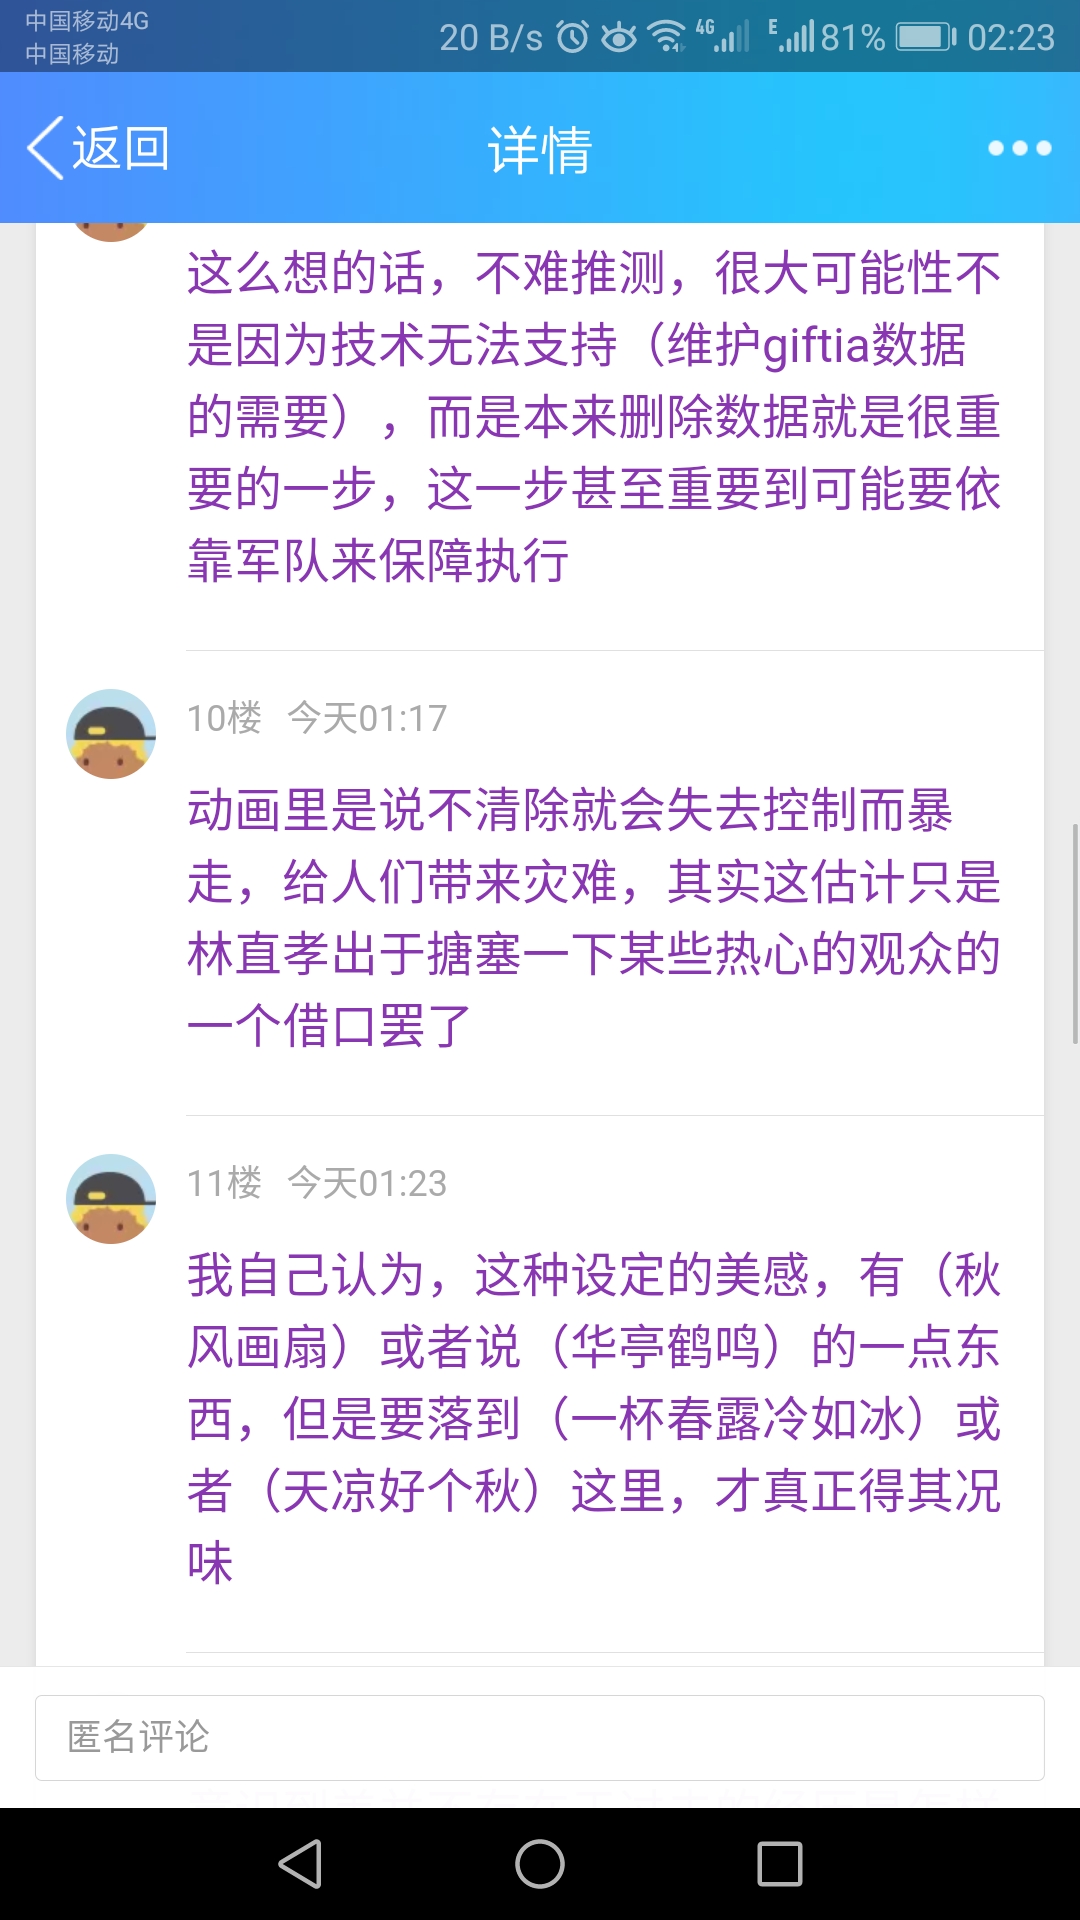 中国移动4G
中国移动
20 B/s 4G E 81% 02:23
返回
详情
这么想的话，不难推测，很大可能性不
是因为技术无法支持（维护giftia数据
的需要），而是本来删除数据就是很重
要的一步，这一步甚至重要到可能要依
靠军队来保障执行
10楼 今天01:17
动画里是说不清除就会失去控制而暴
走，给人们带来灾难，其实这估计只是
林直孝出于搪塞一下某些热心的观众的
一个借口罢了
11楼 今天01:23
我自己认为，这种设定的美感，有（秋
风画扇）或者说（华亭鹤鸣）的一点东
西，但是要落到（一杯春露冷如冰）或
者（天凉好个秋）这里，才真正得其况
味
匿名评论